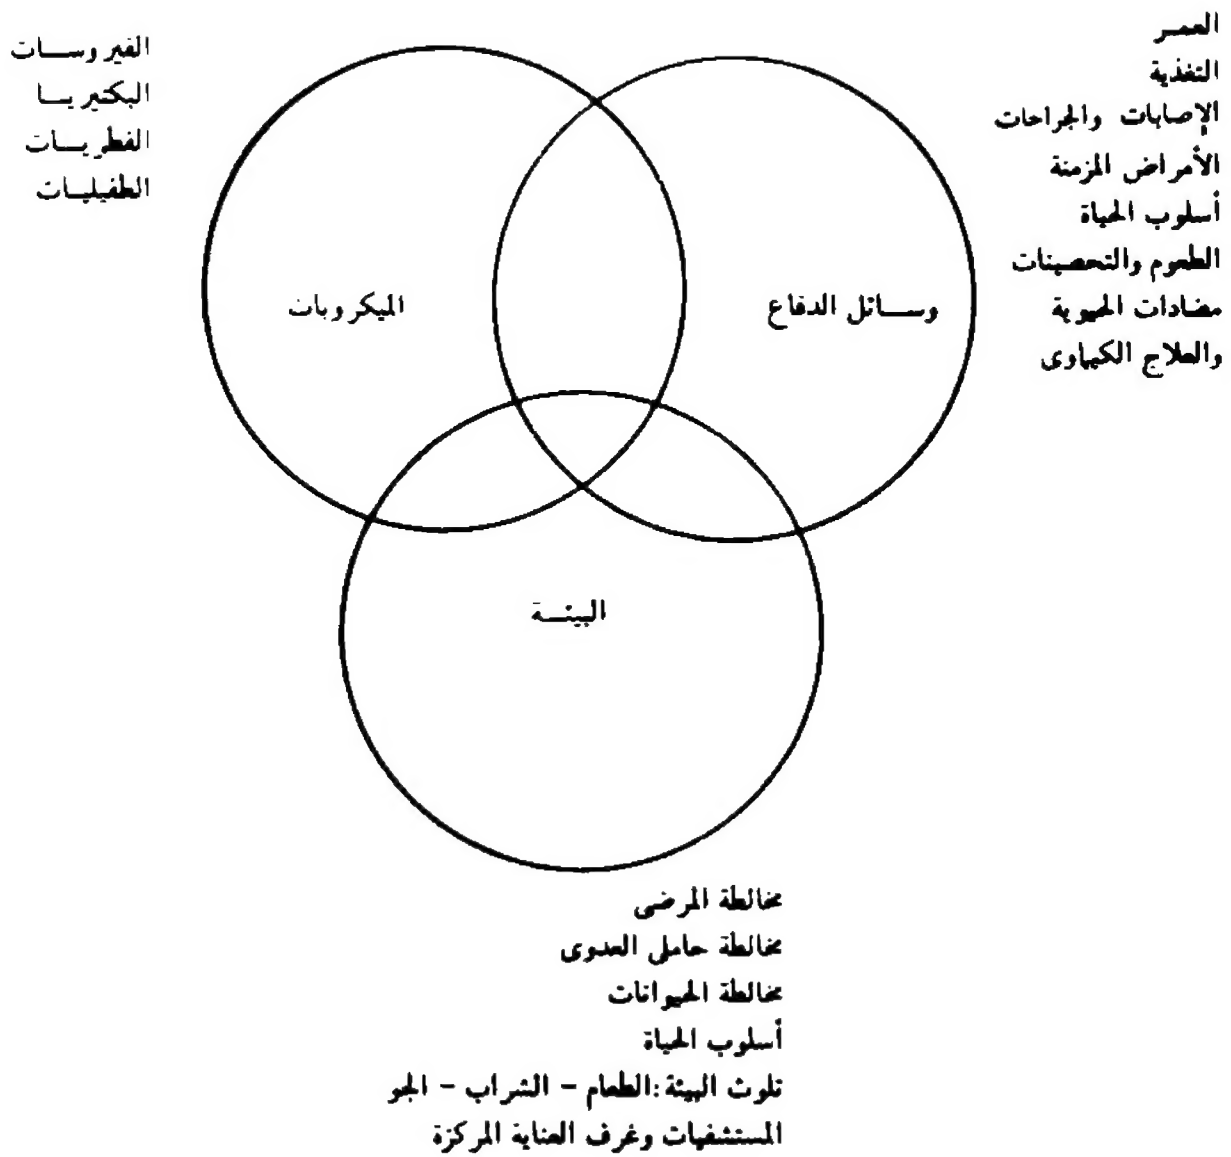 العمر
التغذية
الإصابات والجراحات
الأمراض المزمنة
أسلوب الحياة
الطعوم والتحصينات
مضادات الحيوية
والعلاج الكيماوى
الفيروسات
البكتيريا
الفطريات
الطفيليات
وسائل الدفاع
الميكروبات
البيئة
مخالطة المرضى
مخالطة حاملى العدوى
مخالطة الحيوانات
أسلوب الحياة
تلوث البيئة: الطعام - الشراب - الجو
المستشفيات وغرف العناية المركزة